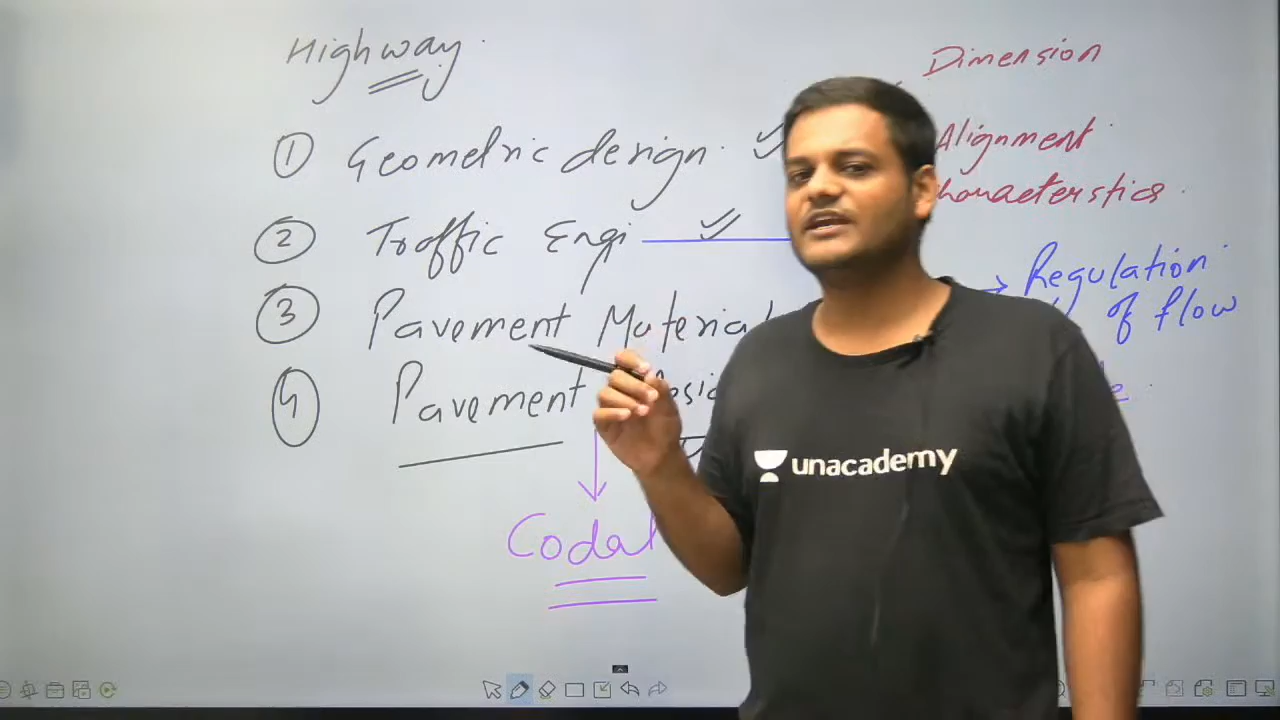 Highway
Dimension
① Geometric design
Alignment
② Traffic Engi
Regulation of flow
③ Pavement Material
④ Pavement
Codal
unacademy